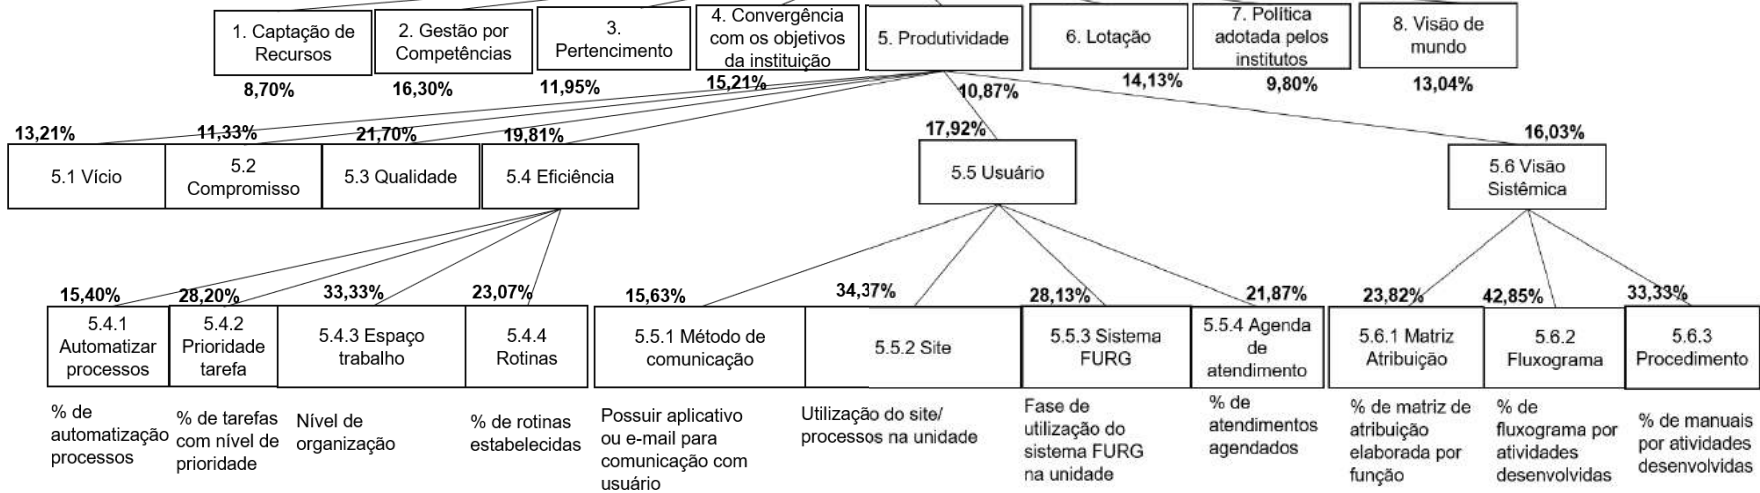 1. Captação de
Recursos
2. Gestão por
Competências
3.
Pertencimento
4. Convergência
com os objetivos
da instituição
5. Produtividade
6. Lotação
7. Política
adotada pelos
institutos
8. Visão de
mundo
8,70%
16,30%
11,95%
15,21%
10,87%
14,13%
9,80%
13,04%
13,21%
11,33%
21,70%
19,81%
17,92%
16,03%
5.1 Vício
5.2
Compromisso
5.3 Qualidade
5.4 Eficiência
5.5 Usuário
5.6 Visão
Sistêmica
15,40%
28,20%
33,33%
23,07%
15,63%
34,37%
28,13%
21,87%
23,82%
42,85%
33,33%
5.4.1
Automatizar
processos
5.4.2
Prioridade
tarefa
5.4.3 Espaço
trabalho
5.4.4
Rotinas
5.5.1 Método de
comunicação
5.5.2 Site
5.5.3 Sistema
FURG
5.5.4 Agenda
de
atendimento
5.6.1 Matriz
Atribuição
5.6.2
Fluxograma
5.6.3
Procedimento
% de
automatização
processos
% de tarefas
com nível de
prioridade
Nível de
organização
% de rotinas
estabelecidas
Possuir aplicativo
ou e-mail para
comunicação com
usuário
Utilização do site/
processos na unidade
Fase de
utilização do
sistema FURG
na unidade
% de
atendimentos
agendados
% de matriz de
atribuição
elaborada por
função
% de
fluxograma por
atividades
desenvolvidas
% de manuais
por atividades
desenvolvidas